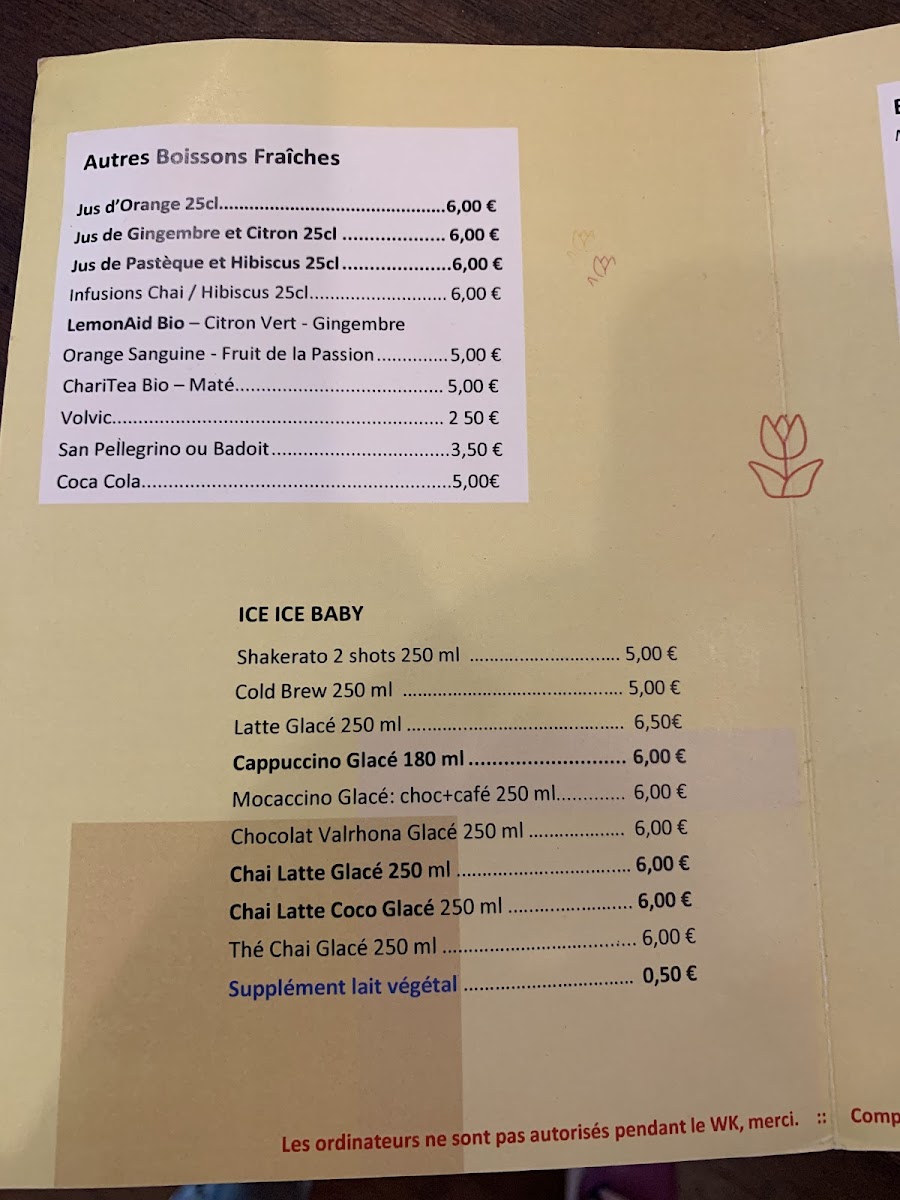 Autres Boissons Fraîches
Jus d'Orange 25cl..............................................6,00 €
Jus de Gingembre et Citron 25cl .................... 6,00 €
Jus de Pastèque et Hibiscus 25cl.....................6,00 €
Infusions Chai / Hibiscus 25cl........................... 6,00 €
LemonAid Bio – Citron Vert - Gingembre
Orange Sanguine - Fruit de la Passion..............5,00 €
ChariTea Bio – Maté.......................................... 5,00 €
Volvic.................................................................. 2 50 €
San Pellegrino ou Badoit...................................3,50 €
Coca Cola..............................................................5,00€
ICE ICE BABY
Shakerato 2 shots 250 ml .............................. 5,00 €
Cold Brew 250 ml ............................................ 5,00 €
Latte Glacé 250 ml ........................................... 6,50€
Cappuccino Glacé 180 ml ........................... 6,00 €
Mocaccino Glacé: choc+café 250 ml............. 6,00 €
Chocolat Valrhona Glacé 250 ml ................... 6,00 €
Chai Latte Glacé 250 ml .................................. 6,00 €
Chai Latte Coco Glacé 250 ml ........................ 6,00 €
Thé Chai Glacé 250 ml ..................................... 6,00 €
Supplément lait végétal ................................. 0,50 €
Les ordinateurs ne sont pas autorisés pendant le WK, merci. :: Comp